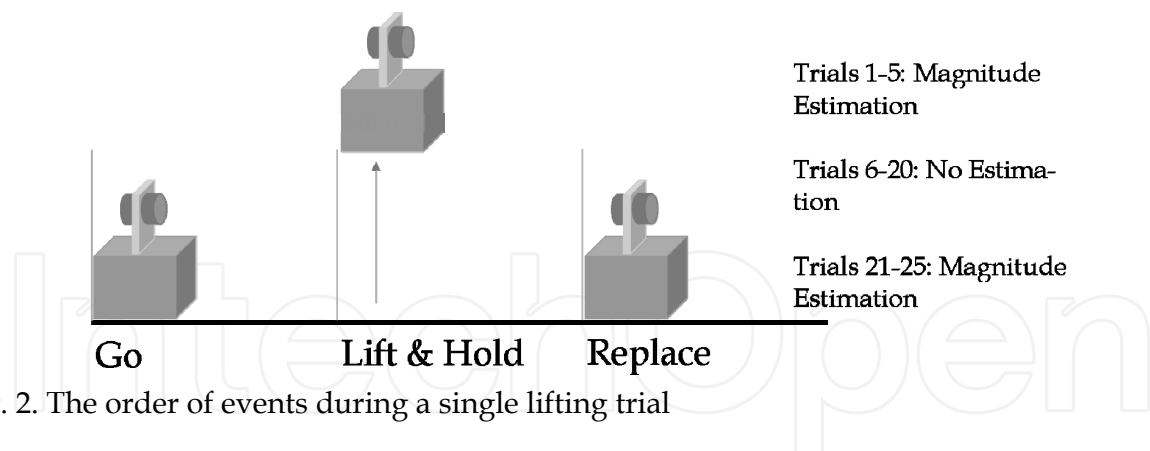 Trials 1-5: Magnitude
Estimation
Trials 6-20: No Estima-
tion
Trials 21-25: Magnitude
Estimation
Go
Lift & Hold
Replace
. 2. The order of events during a single lifting trial
IntechOpen